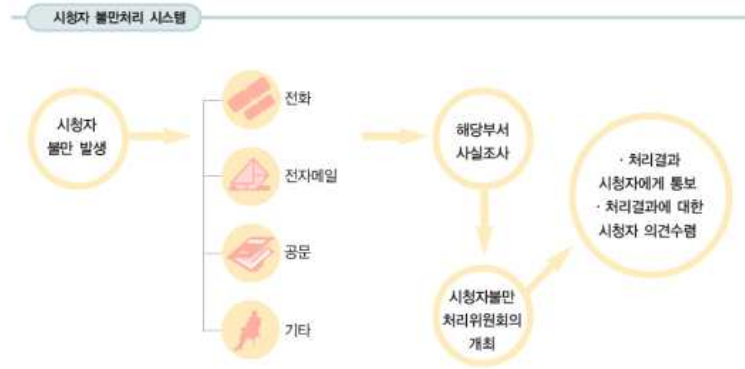 시청자 불만처리 시스템
시청자
불만 발생
전화
전자메일
공문
기타
해당부서
사실조사
시청자불만
처리위원회의
개최
· 처리결과
시청자에게 통보
· 처리결과에 대한
시청자 의견수렴